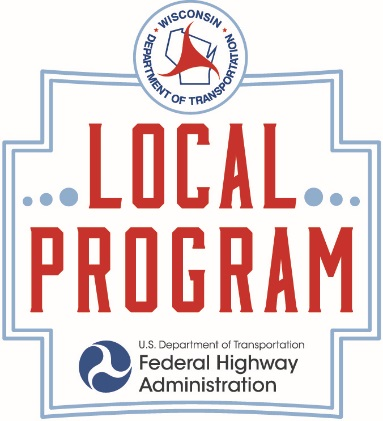 WISCONSIN
DEPARTMENT OF TRANSPORTATION
...LOCAL...
PROGRAM
U.S. Department of Transportation
Federal Highway
Administration